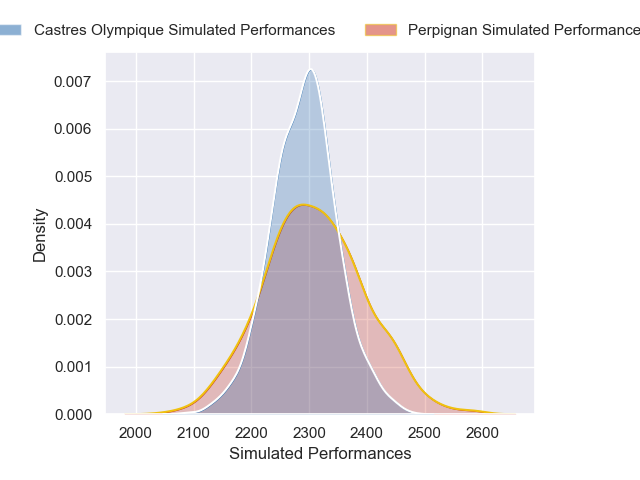 Castres Olympique Simulated Performances Perpignan Simulated Performance
0.007
0.006
0.005
0.004
0.003
0.002
0.001
0.000
Density
2000 2100 2200 2300 2400 2500 2600
Simulated Performances